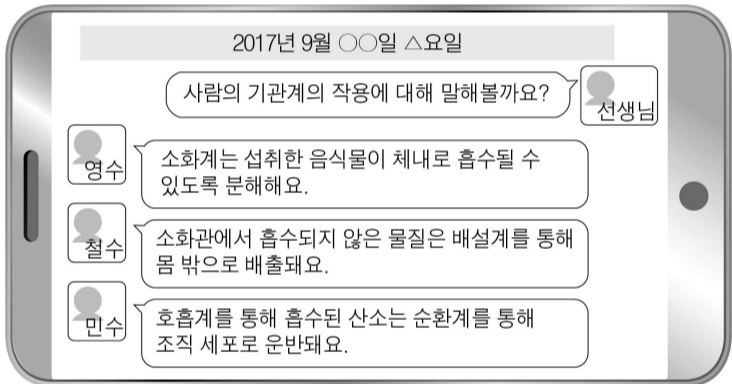 2017년 9월 ○○일 △요일
사람의 기관계의 작용에 대해 말해볼까요?
선생님
영수
소화계는 섭취한 음식물이 체내로 흡수될 수
있도록 분해해요.
철수
소화관에서 흡수되지 않은 물질은 배설계를 통해
몸 밖으로 배출돼요.
민수
호흡계를 통해 흡수된 산소는 순환계를 통해
조직 세포로 운반돼요.